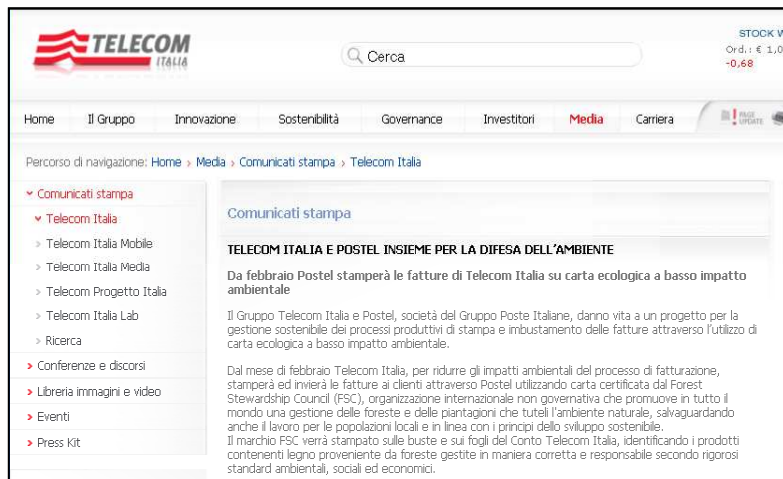 TELECOM
ITALIA
Cerca
STOCK
Ord.: € 1,0
-0,68
Home Il Gruppo Innovazione Sostenibilità Governance Investitori Media Carriera PAGE
UPDATE
Percorso di navigazione: Home › Media › Comunicati stampa › Telecom Italia
Comunicati stampa
Telecom Italia
Telecom Italia Mobile
Telecom Italia Media
Telecom Progetto Italia
Telecom Italia Lab
Ricerca
Conferenze e discorsi
Libreria immagini e video
Eventi
Press Kit
Comunicati stampa
TELECOM ITALIA E POSTEL INSIEME PER LA DIFESA DELL'AMBIENTE
Da febbraio Postel stamperà le fatture di Telecom Italia su carta ecologica a basso impatto
ambientale
Il Gruppo Telecom Italia e Postel, società del Gruppo Poste Italiane, danno vita a un progetto per la
gestione sostenibile dei processi produttivi di stampa e imbustamento delle fatture attraverso l'utilizzo di
carta ecologica a basso impatto ambientale.
Dal mese di febbraio Telecom Italia, per ridurre gli impatti ambientali del processo di fatturazione,
stamperà ed invierà le fatture ai clienti attraverso Postel utilizzando carta certificata dal Forest
Stewardship Council (FSC), organizzazione internazionale non governativa che promuove in tutto il
mondo una gestione delle foreste e delle piantagioni che tuteli l'ambiente naturale, salvaguardando
anche il lavoro per le popolazioni locali e in linea con i principi dello sviluppo sostenibile.
Il marchio FSC verrà stampato sulle buste e sui fogli del Conto Telecom Italia, identificando i prodotti
contenenti legno proveniente da foreste gestite in maniera corretta e responsabile secondo rigorosi
standard ambientali, sociali ed economici.